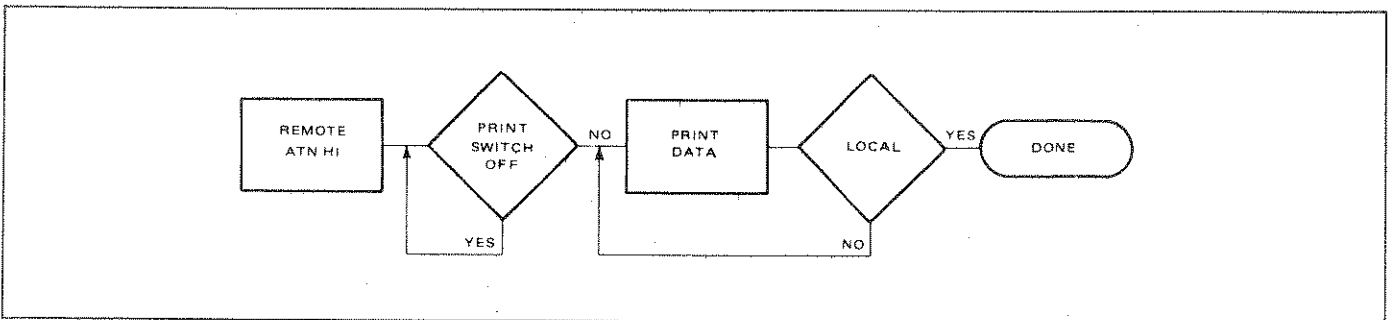 REMOTE
ATN HI
PRINT
SWITCH
OFF
YES
NO
PRINT
DATA
LOCAL
NO
YES
DONE